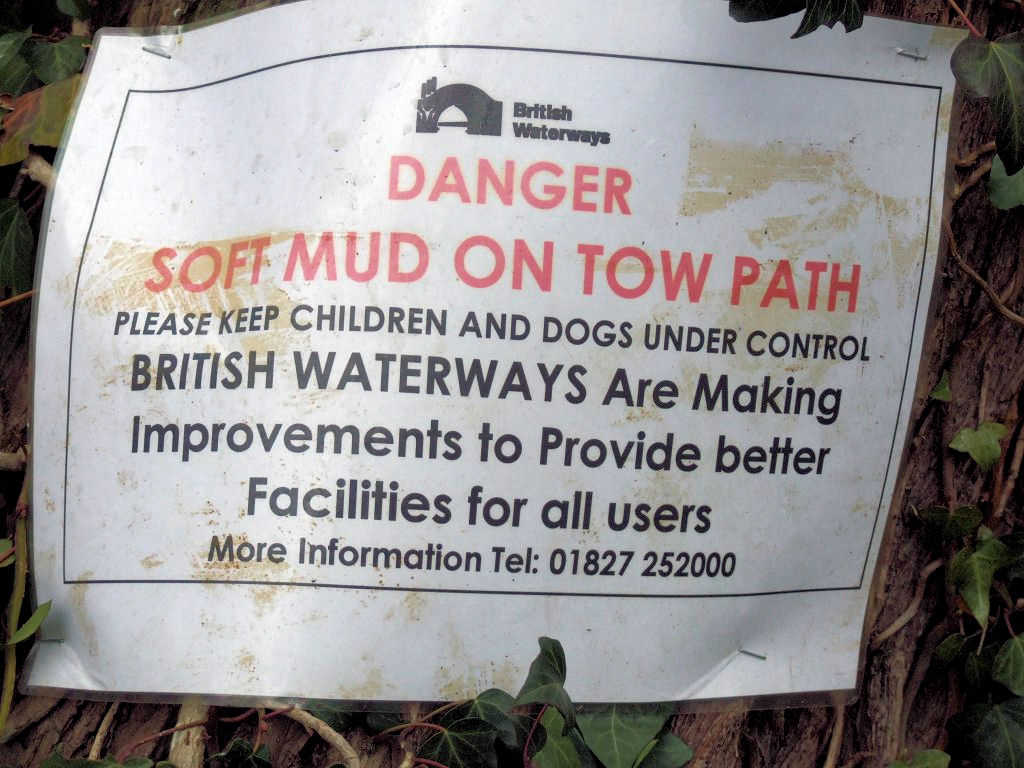 British
Waterways
DANGER
SOFT MUD ON TOW PATH
PLEASE KEEP CHILDREN AND DOGS UNDER CONTROL
BRITISH WATERWAYS Are Making
Improvements to Provide better
Facilities for all users
More Information Tel: 01827 252000